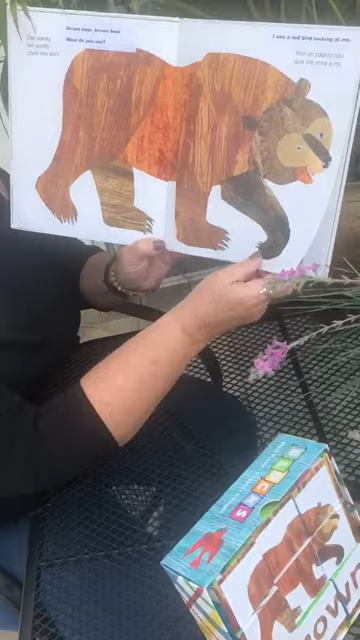 Brown bear, brown bear
What do you see?
Oso pardo,
oso pardo,
¿Qué ves ahí?
I see a red bird looking at me.
Veo un pájaro rojo
que me mira a mí.
own